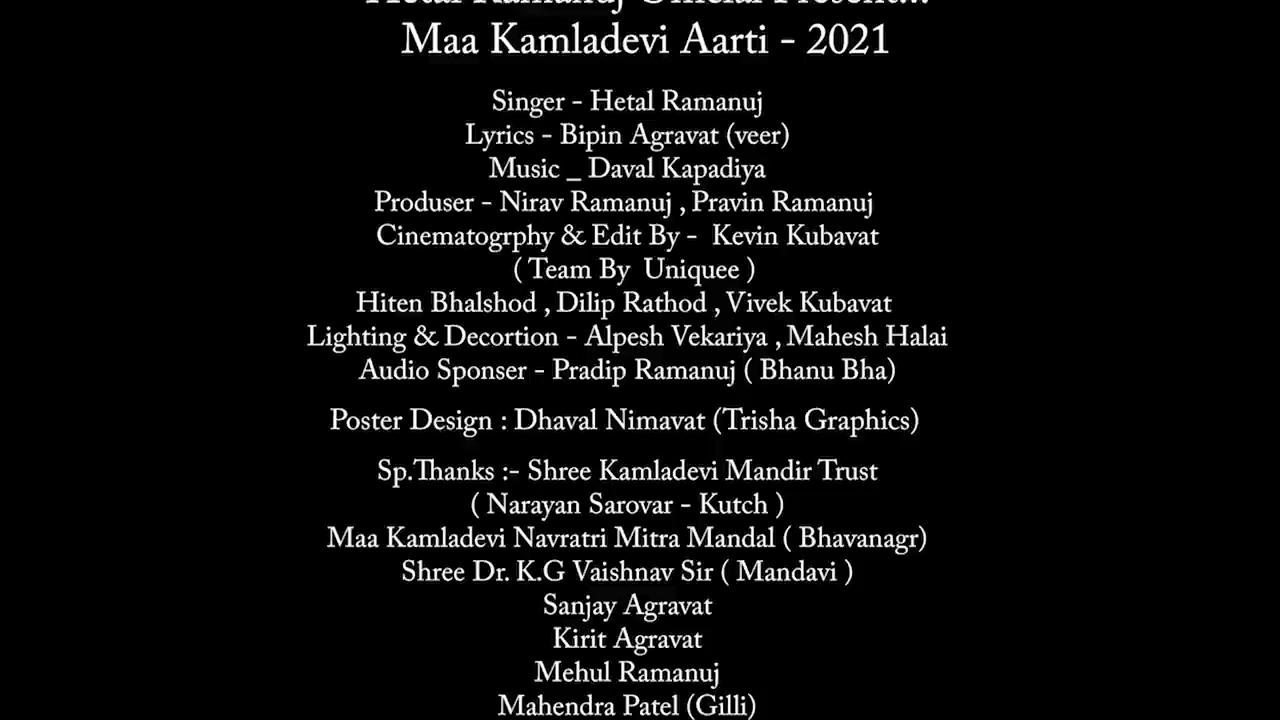 Hetal Ramanuj Official Present...
Maa Kamladevi Aarti - 2021
Singer - Hetal Ramanuj
Lyrics - Bipin Agravat (veer)
Music _ Daval Kapadiya
Produser - Nirav Ramanuj , Pravin Ramanuj
Cinematogrphy & Edit By - Kevin Kubavat
( Team By Uniquee )
Hiten Bhalshod , Dilip Rathod , Vivek Kubavat
Lighting & Decortion - Alpesh Vekariya , Mahesh Halai
Audio Sponser - Pradip Ramanuj ( Bhanu Bha)
Poster Design : Dhaval Nimavat (Trisha Graphics)
Sp.Thanks :- Shree Kamladevi Mandir Trust
( Narayan Sarovar - Kutch )
Maa Kamladevi Navratri Mitra Mandal ( Bhavanagr)
Shree Dr. K.G Vaishnav Sir ( Mandavi )
Sanjay Agravat
Kirit Agravat
Mehul Ramanuj
Mahendra Patel (Gilli)